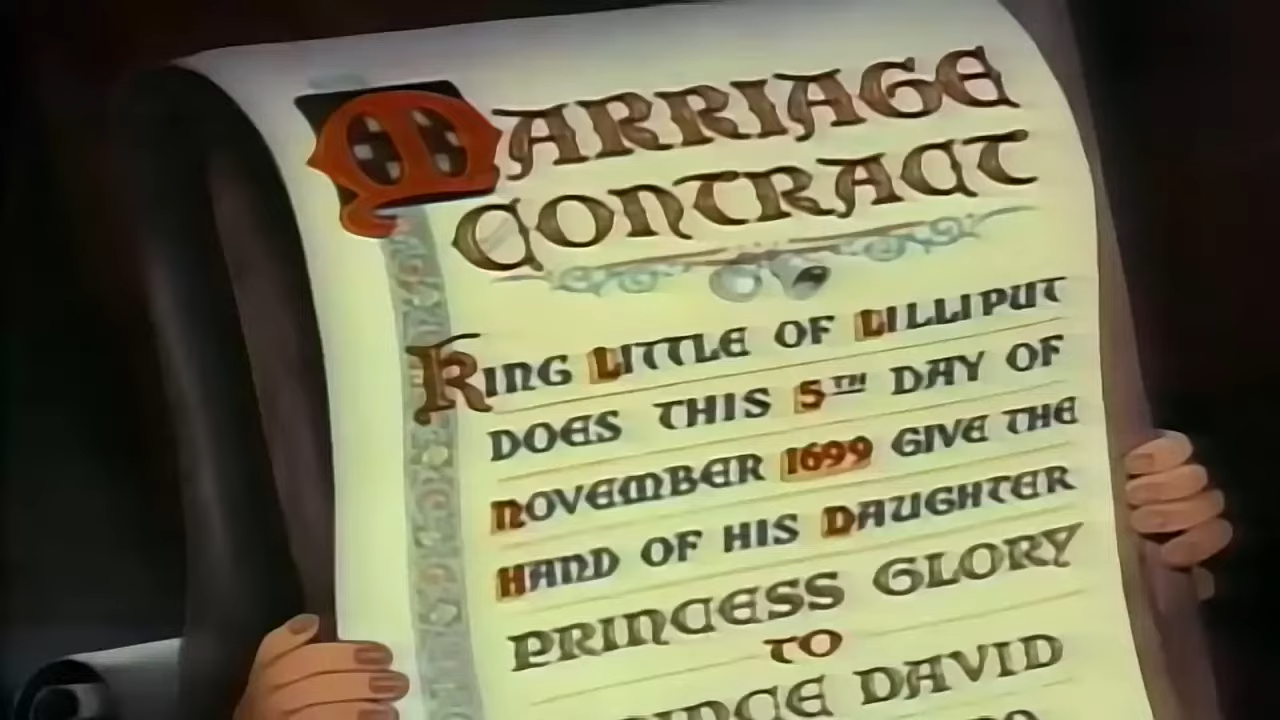 MARRIAGE
CONTRACT
KING LITTLE OF LILLIPUT
DOES THIS 5TH DAY OF
NOVEMBER 1699 GIVE THE
HAND OF HIS DAUGHTER
PRINCESS GLORY
TO
PRINCE DAVID